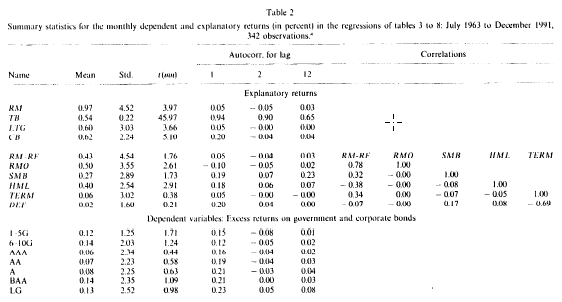 Table 2
Summary statistics for the monthly dependent and explanatory returns (in percent) in the regressions of tables 3 to 8: July 1963 to December 1991,
342 observations.ᵃ
Autocorr. for lag Correlations
Name Mean Std. t(mn) 1 2 12
Explanatory returns
RM 0.97 4.52 3.97 0.05 − 0.05 0.03
TB 0.54 0.22 45.97 0.94 0.90 0.65
LTG 0.60 3.03 3.66 0.05 − 0.00 − 0.00
CB 0.62 2.24 5.10 0.20 − 0.04 − 0.04
RM-RF 0.43 4.54 1.76 0.05 − 0.04 0.03 RM-RF RMO SMB HML TERM
RMO 0.50 3.55 2.61 − 0.10 − 0.05 0.02 0.78 1.00
SMB 0.27 2.89 1.73 0.19 0.07 0.23 0.32 − 0.00 1.00
HML 0.40 2.54 2.91 0.18 0.06 0.07 − 0.38 − 0.00 − 0.08 1.00
TERM 0.06 3.02 0.38 0.05 − 0.00 − 0.00 0.34 0.00 − 0.07 − 0.05 1.00
DEF 0.02 1.60 0.21 0.20 0.04 0.00 − 0.07 − 0.00 0.17 0.08 − 0.69
Dependent variables: Excess returns on government and corporate bonds
1-5G 0.12 1.25 1.71 0.15 − 0.08 0.01
6-10G 0.14 2.03 1.24 0.12 − 0.05 0.02
AAA 0.06 2.34 0.44 0.16 − 0.04 0.02
AA 0.07 2.23 0.58 0.19 − 0.04 0.03
A 0.08 2.25 0.63 0.21 − 0.03 0.04
BAA 0.14 2.35 1.09 0.21 0.00 0.03
LG 0.13 2.52 0.98 0.23 0.05 0.08